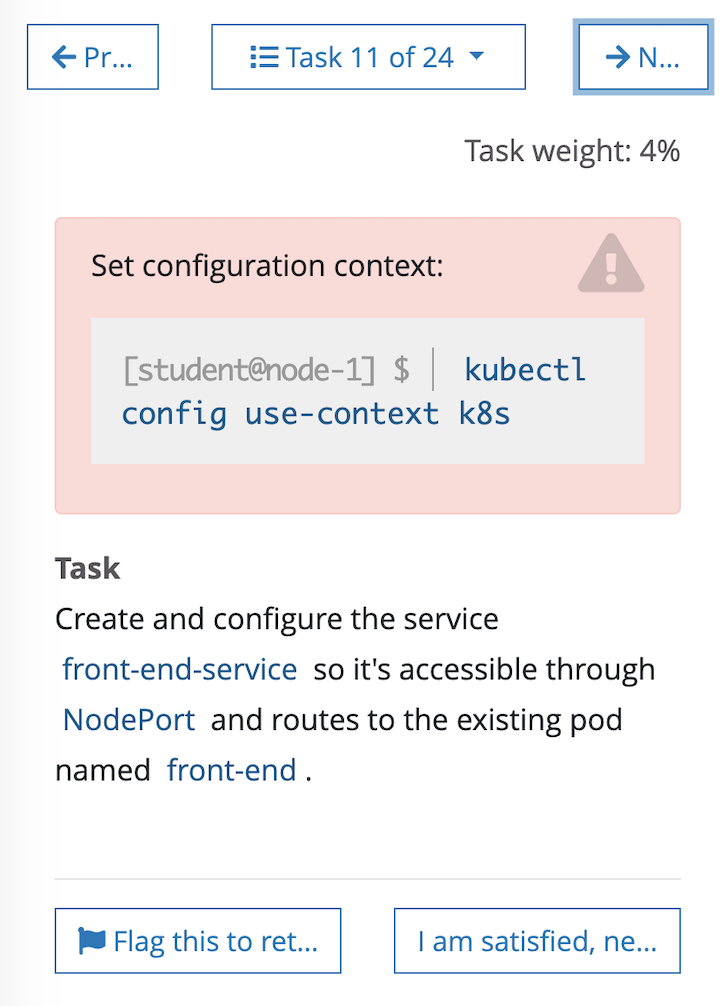 Pr...
Task 11 of 24
N...
Task weight: 4%
Set configuration context:
[student@node-1] $ | kubectl
config use-context k8s
Task
Create and configure the service
front-end-service so it's accessible through
NodePort and routes to the existing pod
named front-end .
Flag this to ret...
I am satisfied, ne...